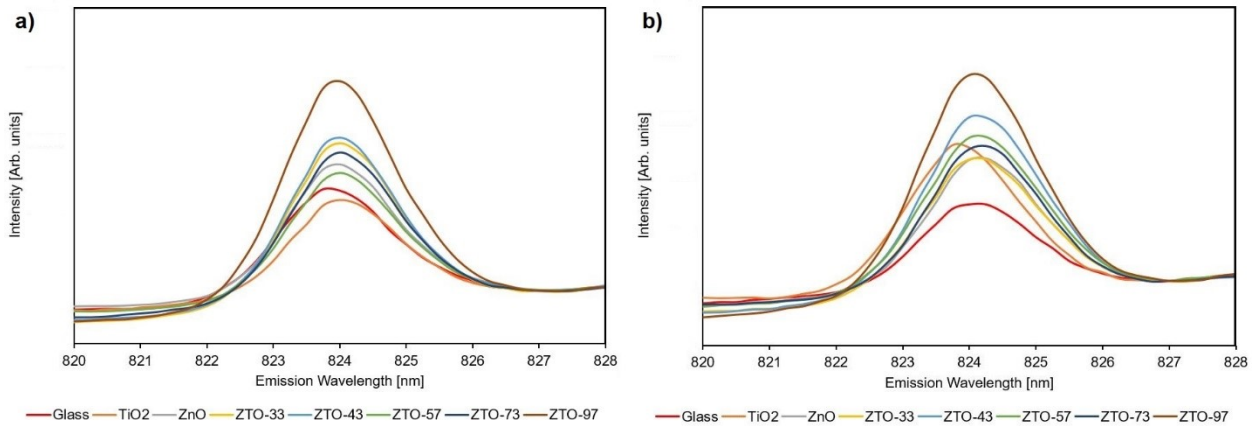 a)
Intensity [Arb. units]
820 821 822 823 824 825 826 827 828
Emission Wavelength [nm]
Glass TiO2 ZnO ZTO-33 ZTO-43 ZTO-57 ZTO-73 ZTO-97
b)
Intensity [Arb. units]
820 821 822 823 824 825 826 827 828
Emission Wavelength [nm]
Glass TiO2 ZnO ZTO-33 ZTO-43 ZTO-57 ZTO-73 ZTO-97